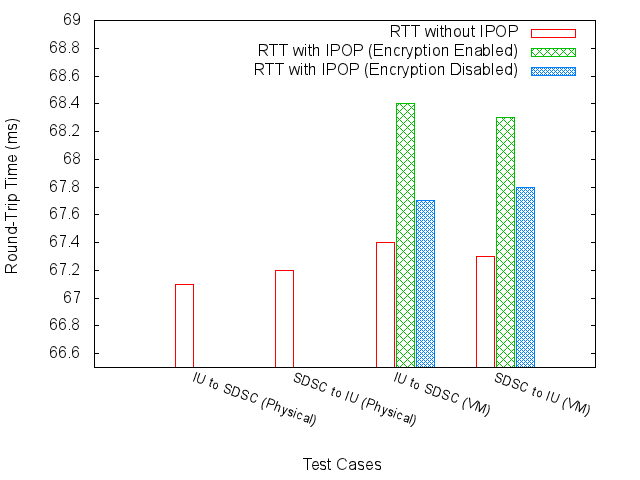 69
68.8
68.6
68.4
68.2
68
67.8
67.6
67.4
67.2
67
66.8
66.6
Round-Trip Time (ms)
RTT without IPOP
RTT with IPOP (Encryption Enabled)
RTT with IPOP (Encryption Disabled)
IU to SDSC (Physical)
SDSC to IU (Physical)
IU to SDSC (VM)
SDSC to IU (VM)
Test Cases